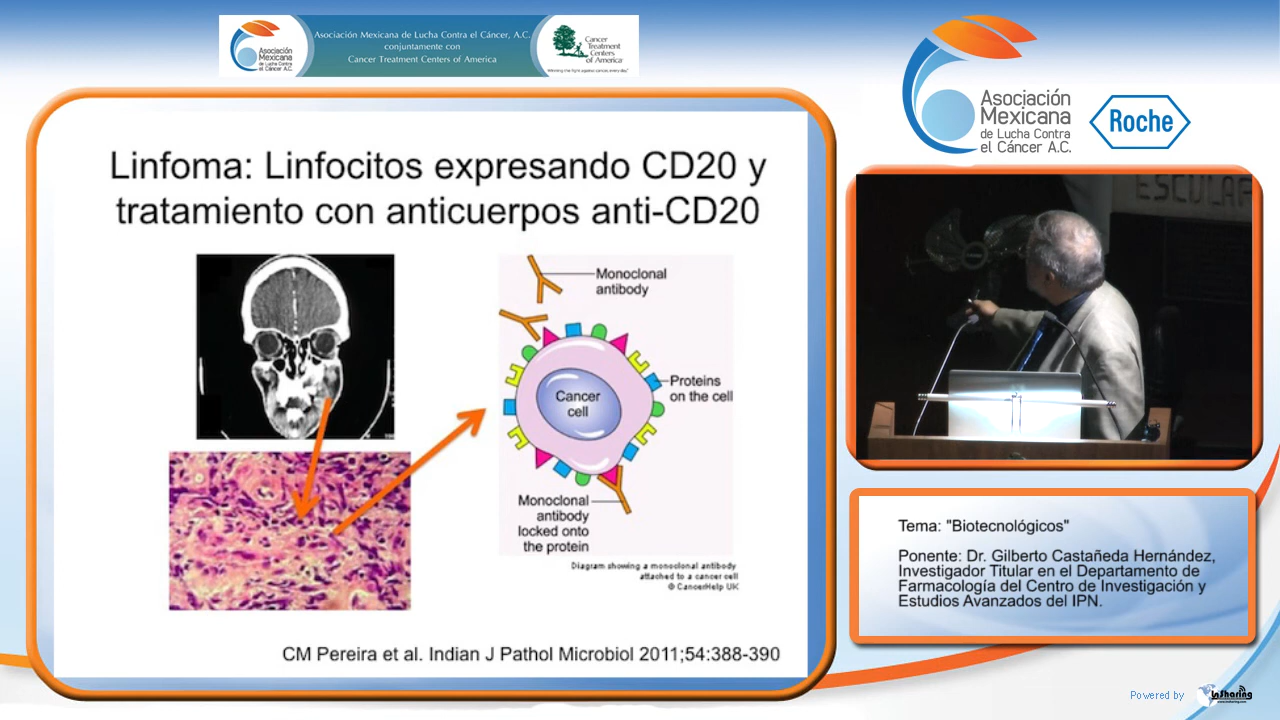 Asociación Mexicana de Lucha Contra el Cáncer, A.C.
conjuntamente con
Cancer Treatment Centers of America
Asociación
Mexicana
de Lucha Contra
el Cáncer A.C.
Cancer
Treatment
Centers
of America
Winning the fight against cancer, every day.
Asociación
Mexicana
de Lucha Contra
el Cáncer A.C.
Roche
Linfoma: Linfocitos expresando CD20 y
tratamiento con anticuerpos anti-CD20
Monoclonal
antibody
Proteins
on the cell
Cancer
cell
Monoclonal
antibody
locked onto
the protein
Diagram showing a monoclonal antibody
attached to a cancer cell
© CancerHelp UK
CM Pereira et al. Indian J Pathol Microbiol 2011;54:388-390
ESCULAP
Tema: "Biotecnológicos"
Ponente: Dr. Gilberto Castañeda Hernández,
Investigador Titular en el Departamento de
Farmacología del Centro de Investigación y
Estudios Avanzados del IPN.
Powered by
InSharing